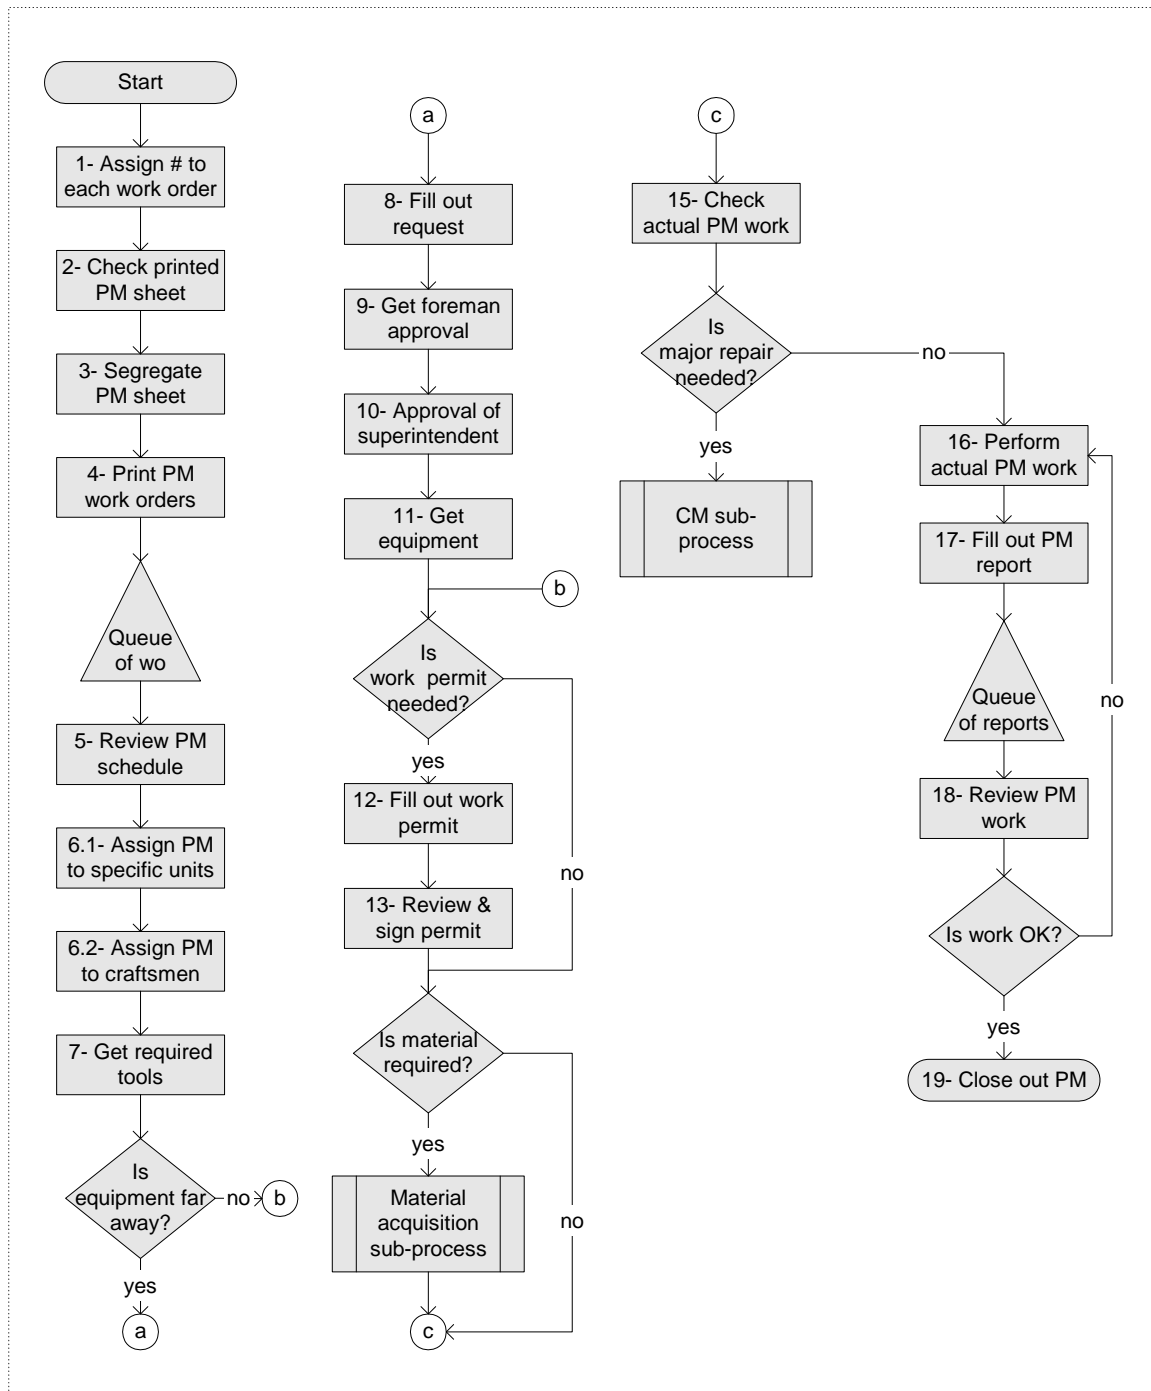 Start
1- Assign # to
each work order
2- Check printed
PM sheet
3- Segregate
PM sheet
4- Print PM
work orders
Queue
of wo
5- Review PM
schedule
6.1- Assign PM
to specific units
6.2- Assign PM
to craftsmen
7- Get required
tools
Is
equipment far
away?
no
b
yes
a
a
8- Fill out
request
9- Get foreman
approval
10- Approval of
superintendent
11- Get
equipment
b
Is
work permit
needed?
yes
12- Fill out work
permit
no
13- Review &
sign permit
Is material
required?
yes
Material
acquisition
sub-process
no
c
c
15- Check
actual PM work
Is
major repair
needed?
no
yes
CM sub-
process
16- Perform
actual PM work
17- Fill out PM
report
Queue
of reports
no
18- Review PM
work
Is work OK?
yes
19- Close out PM